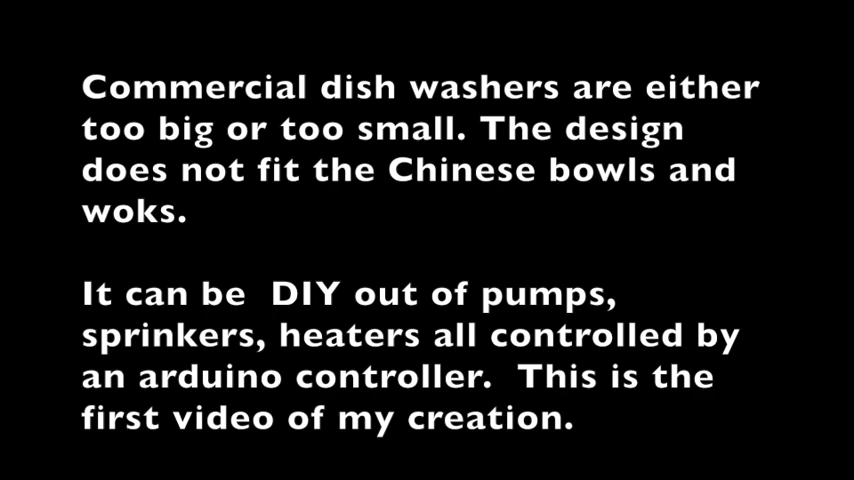 Commercial dish washers are either
too big or too small. The design
does not fit the Chinese bowls and
woks.
It can be  DIY out of pumps,
sprinkers, heaters all controlled by
an arduino controller.  This is the
first video of my creation.